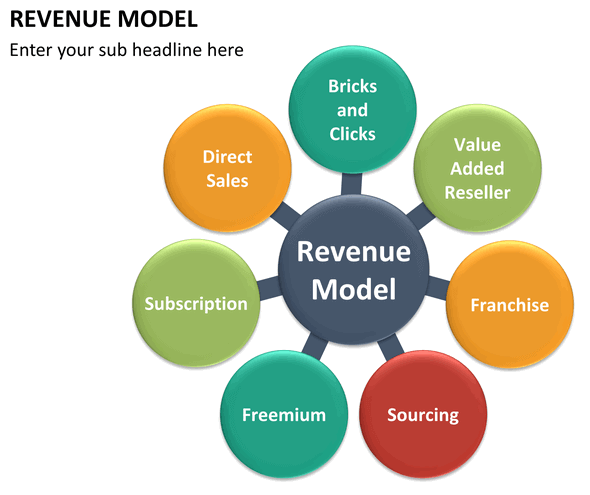 REVENUE MODEL
Enter your sub headline here
Bricks
and
Clicks
Value
Added
Reseller
Direct
Sales
Revenue
Model
Subscription
Franchise
Freemium
Sourcing